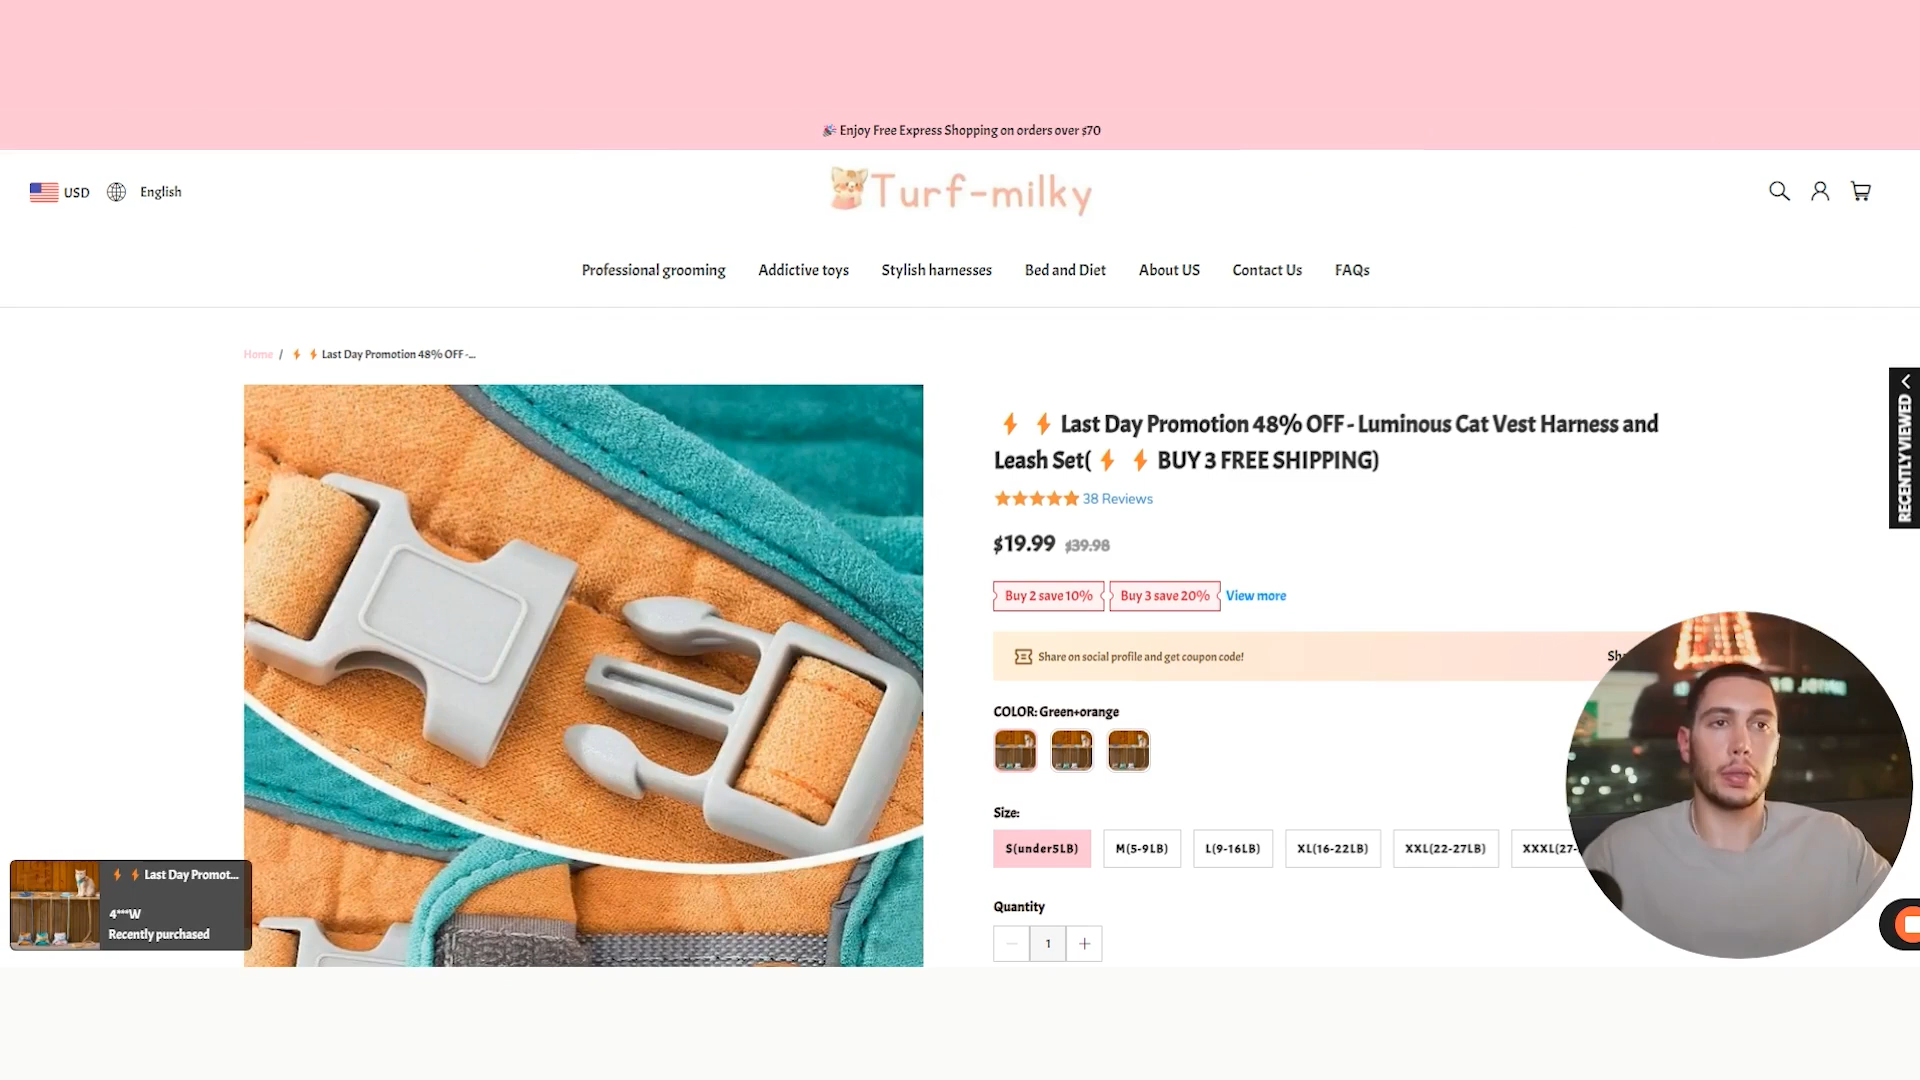 🎉 Enjoy Free Express Shopping on orders over $70
USD
English
Turf-milky
Professional grooming
Addictive toys
Stylish harnesses
Bed and Diet
About US
Contact Us
FAQs
Home / ⚡⚡Last Day Promotion 48% OFF -...
⚡⚡Last Day Promotion 48% OFF - Luminous Cat Vest Harness and
Leash Set(⚡⚡BUY 3 FREE SHIPPING)
38 Reviews
$19.99 $39.98
Buy 2 save 10%
Buy 3 save 20%
View more
Share on social profile and get coupon code!
COLOR: Green+orange
Size:
S(under5LB)
M(5-9LB)
L(9-16LB)
XL(16-22LB)
XXL(22-27LB)
XXXL(27-
Quantity
1
RECENTLY VIEWED
⚡⚡Last Day Promot...
4***W
Recently purchased